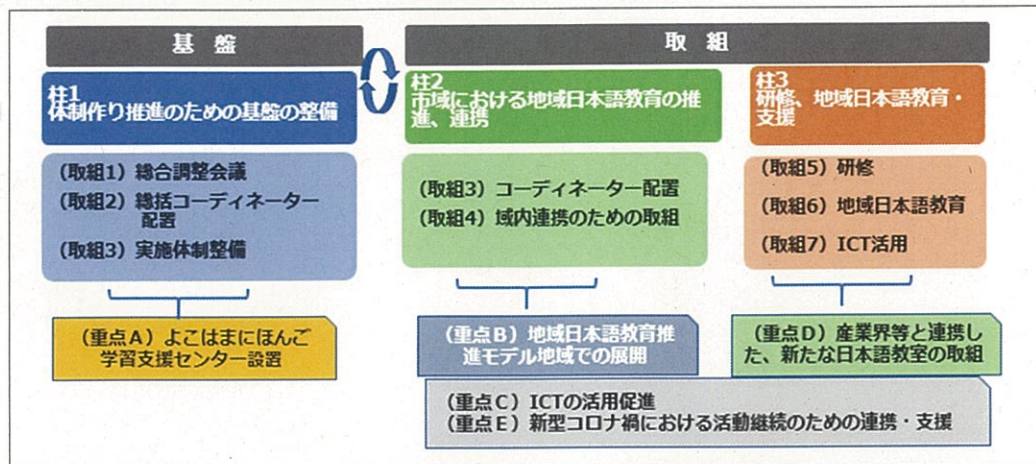 基 盤
取 組
柱1
体制作り推進のための基盤の整備
柱2
市域における地域日本語教育の推
進、連携
柱3
研修、地域日本語教育・
支援
（取組1）総合調整会議
（取組2）総括コーディネーター
配置
（取組3）実施体制整備
（取組3）コーディネーター配置
（取組4）域内連携のための取組
（取組5）研修
（取組6）地域日本語教育
（取組7）ICT活用
（重点A）よこはまにほんご
学習支援センター設置
（重点B）地域日本語教育推
進モデル地域での展開
（重点D）産業界等と連携し
た、新たな日本語教室の取組
（重点C）ICTの活用促進
（重点E）新型コロナ禍における活動継続のための連携・支援